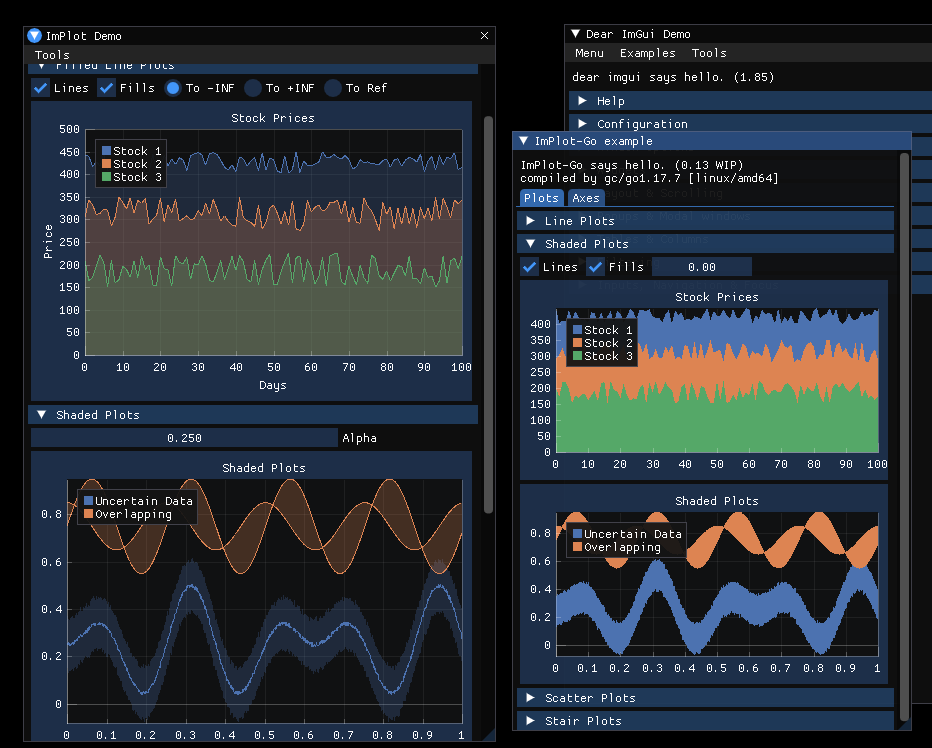 ImPlot Demo
Tools
Filled Line Plots
Lines Fills To -INF To +INF To Ref
Stock Prices
500
450
400
350
300
250
200
150
100
50
0
Price
Stock 1
Stock 2
Stock 3
0 10 20 30 40 50 60 70 80 90 100
Days
Shaded Plots
0.250 Alpha
Shaded Plots
Uncertain Data
Overlapping
0.8
0.6
0.4
0.2
0
0 0.1 0.2 0.3 0.4 0.5 0.6 0.7 0.8 0.9 1
Dear ImGui Demo
Menu Examples Tools
dear imgui says hello. (1.85)
Help
Configuration
ImPlot-Go example
ImPlot-Go says hello. (0.13 WIP)
compiled by gc/go1.17.7 [linux/amd64]
Plots Axes
Line Plots
Shaded Plots
Lines Fills 0.00
Stock Prices
400
350
300
250
200
150
100
50
0
Stock 1
Stock 2
Stock 3
0 10 20 30 40 50 60 70 80 90 100
Shaded Plots
0.8
0.6
0.4
0.2
0
Uncertain Data
Overlapping
0 0.1 0.2 0.3 0.4 0.5 0.6 0.7 0.8 0.9 1
Scatter Plots
Stair Plots